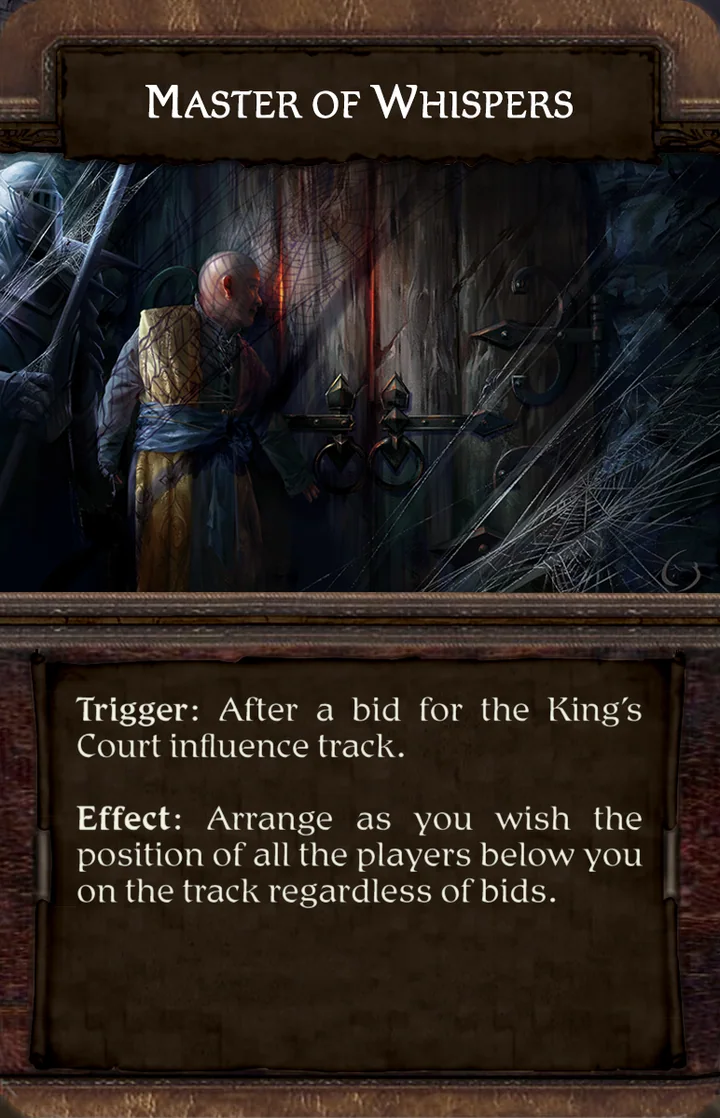 Master of Whispers
Trigger: After a bid for the King's
Court influence track.
Effect: Arrange as you wish the
position of all the players below you
on the track regardless of bids.